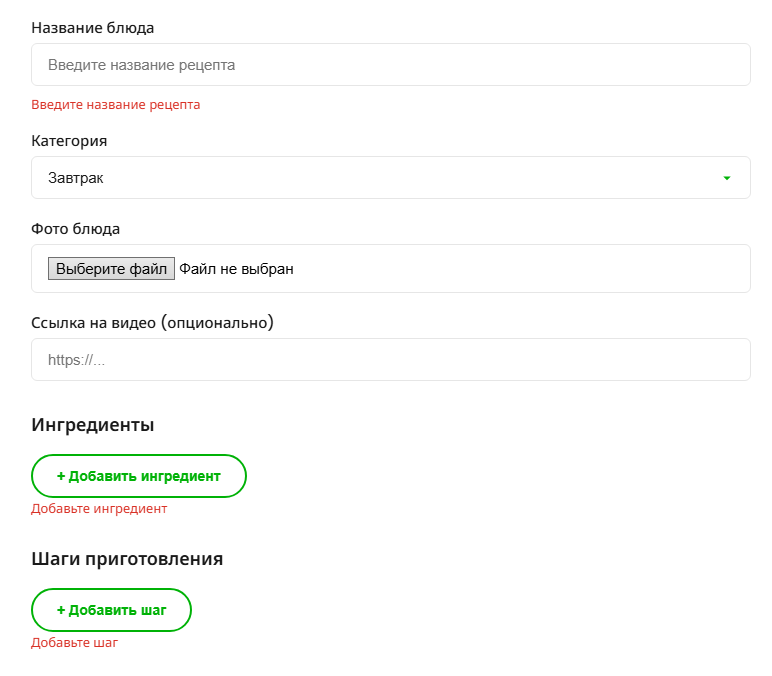 Название блюда
Введите название рецепта
Введите название рецепта
Категория
Завтрак
Фото блюда
Выберите файл Файл не выбран
Ссылка на видео (опционально)
https://...
Ингредиенты
+ Добавить ингредиент
Добавьте ингредиент
Шаги приготовления
+ Добавить шаг
Добавьте шаг